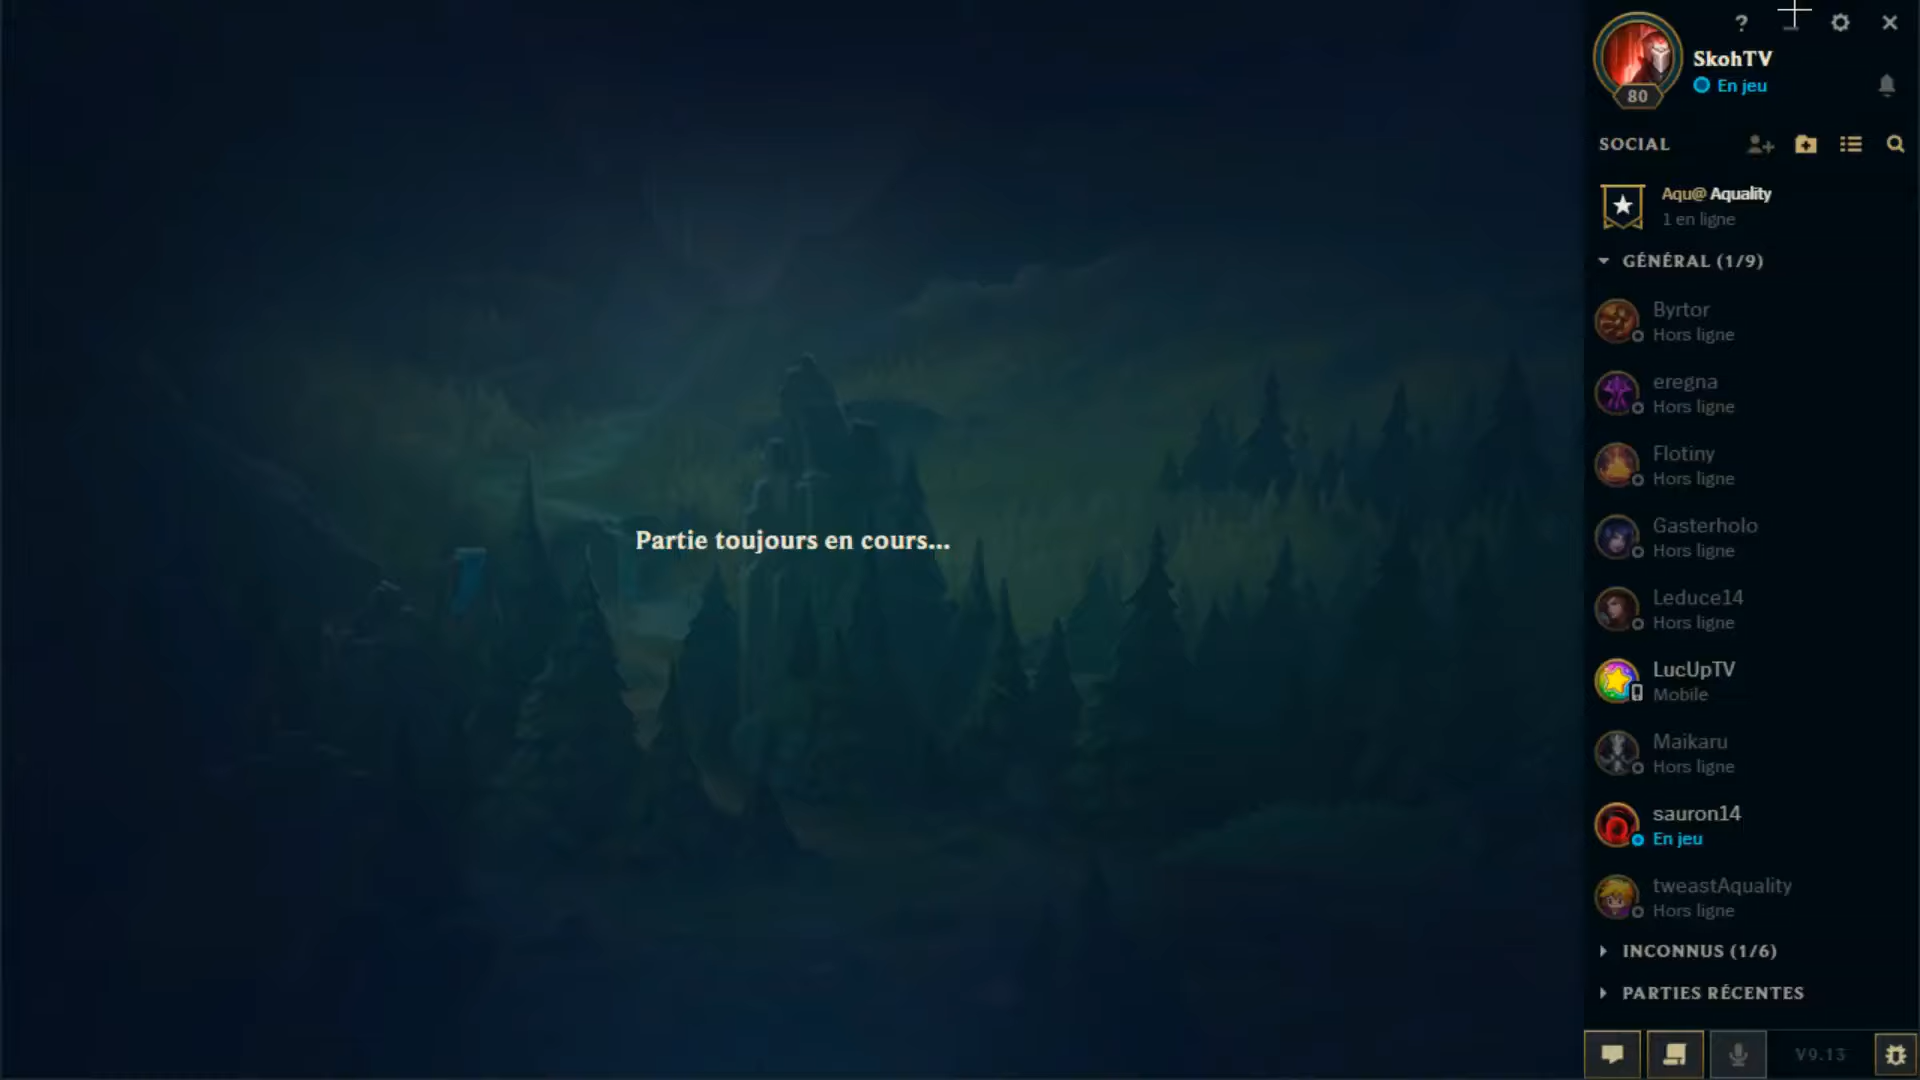 ?
SkohTV
En jeu
80
SOCIAL
Aqu@ Aquality
1 en ligne
GÉNÉRAL (1/9)
Byrtor
Hors ligne
eregna
Hors ligne
Flotiny
Hors ligne
Gasterholo
Hors ligne
Leduce14
Hors ligne
LucUpTV
Mobile
Maikaru
Hors ligne
sauron14
En jeu
tweastAquality
Hors ligne
INCONNUS (1/6)
PARTIES RÉCENTES
V9.13
Partie toujours en cours...